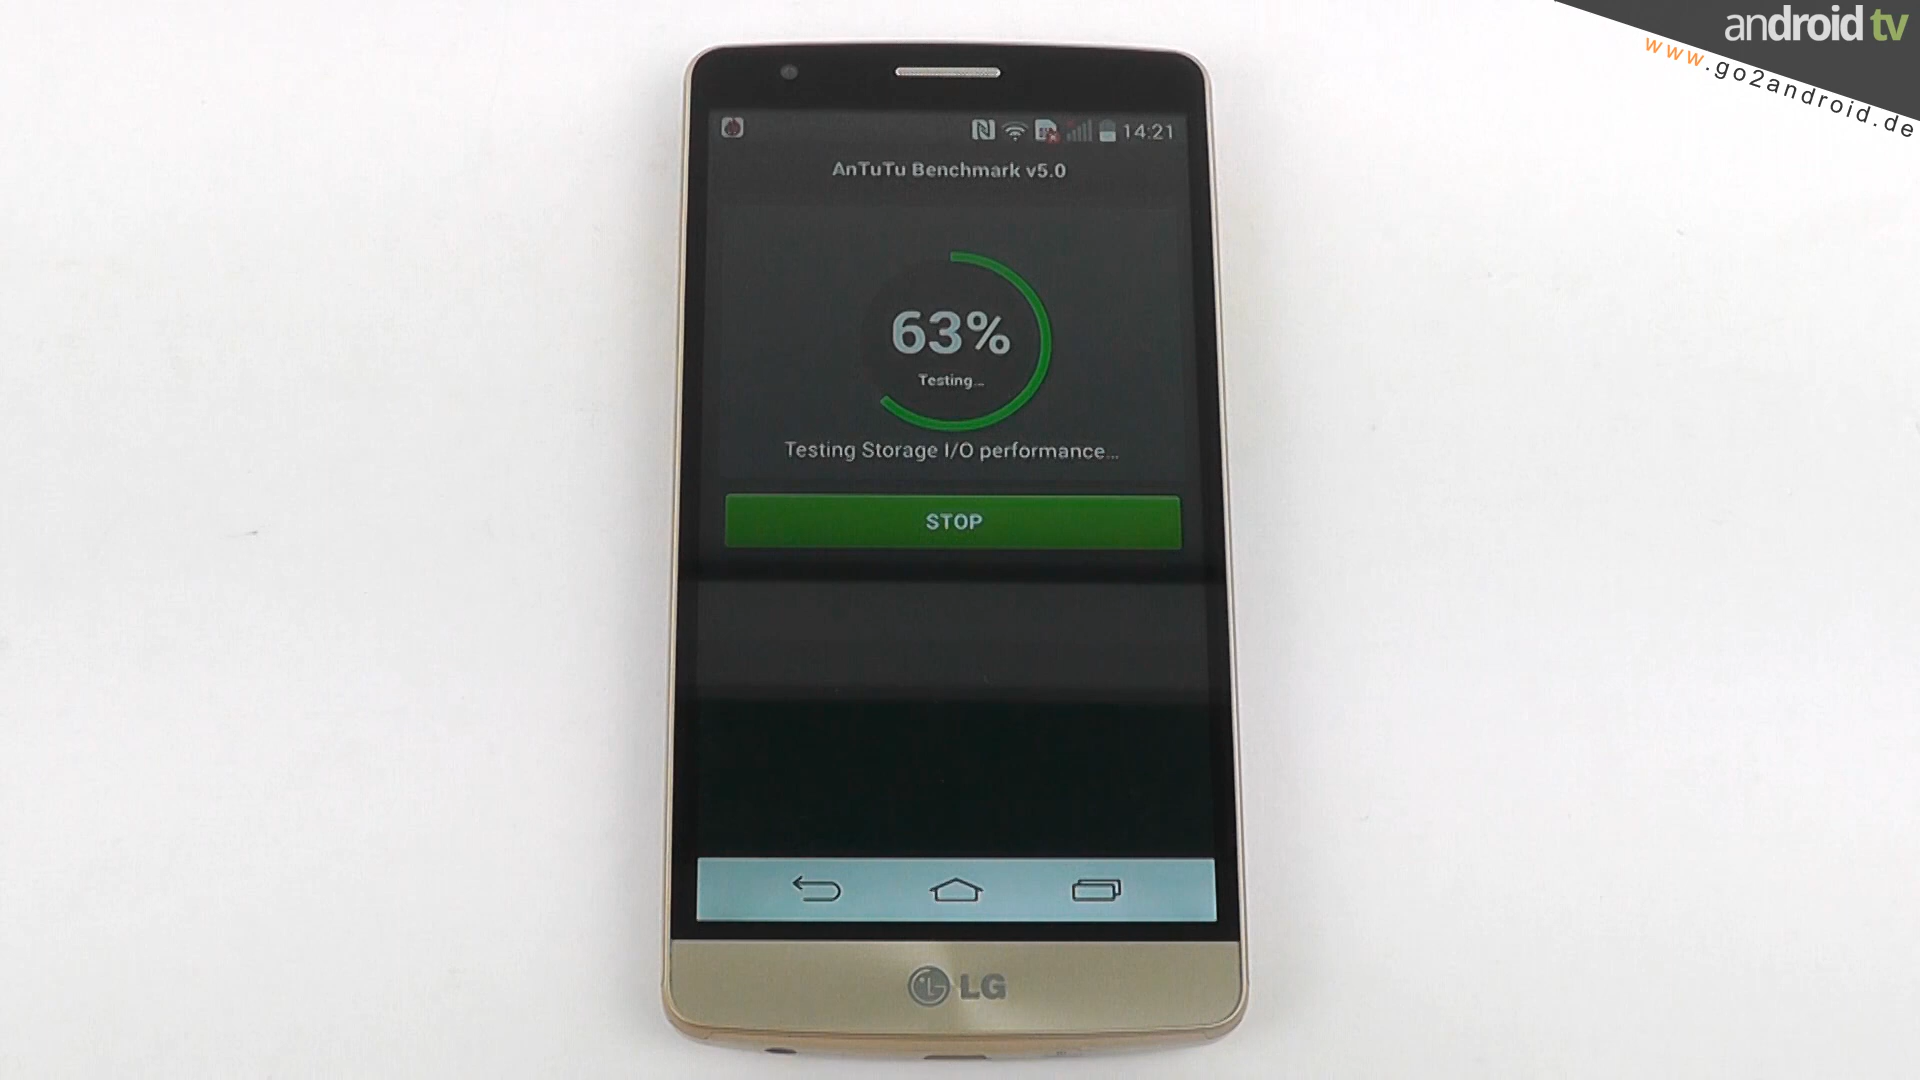 android tv
www.go2android.de
14:21
AnTuTu Benchmark v5.0
63%
Testing...
Testing Storage I/O performance...
STOP
LG